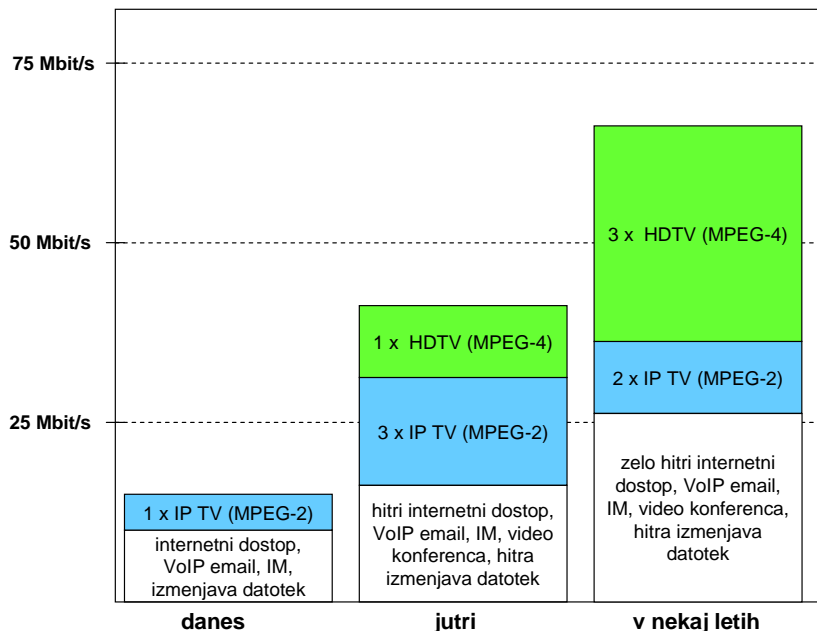 75 Mbit/s
50 Mbit/s
25 Mbit/s
1 x IP TV (MPEG-2)
internetni dostop,
VoIP email, IM,
izmenjava datotek
1 x HDTV (MPEG-4)
3 x IP TV (MPEG-2)
hitri internetni dostop,
VoIP email, IM, video
konferenca, hitra
izmenjava datotek
3 x HDTV (MPEG-4)
2 x IP TV (MPEG-2)
zelo hitri internetni
dostop, VoIP email,
IM, video konferenca,
hitra izmenjava
datotek
danes
jutri
v nekaj letih